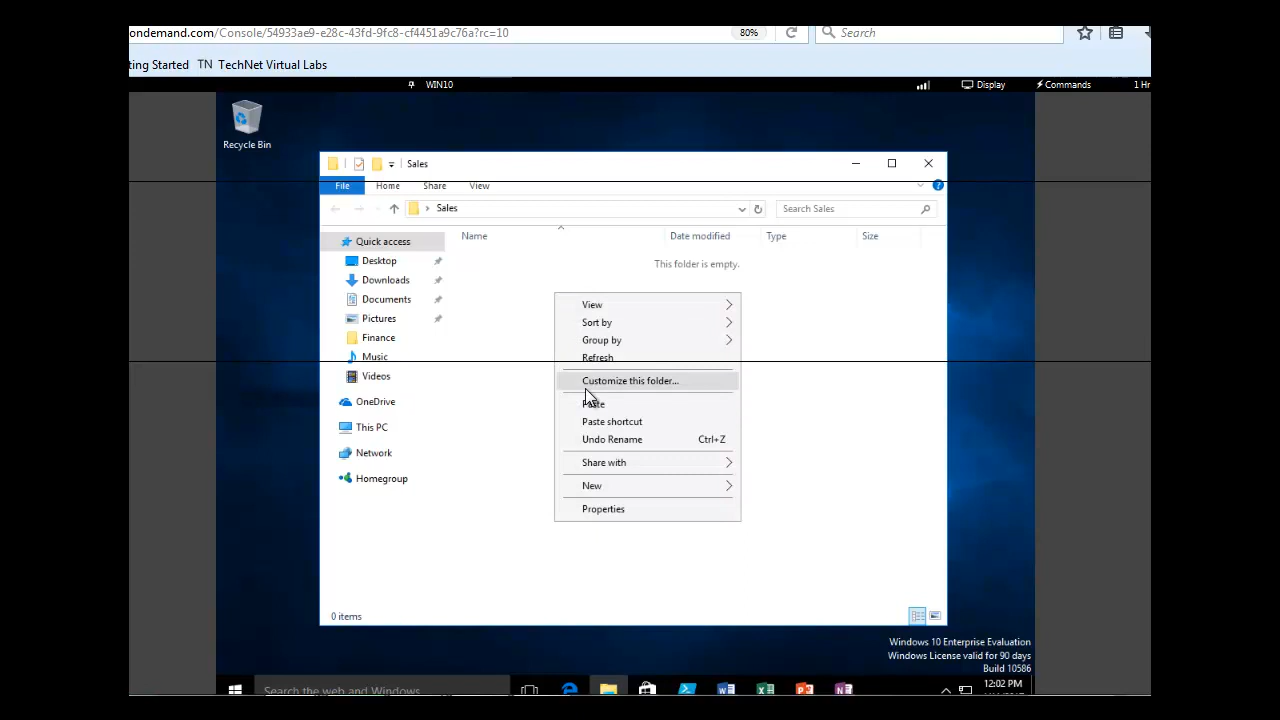 ondemand.com/Console/54933ae9-e28c-43fd-9fc8-cf4451a9c76a?rc=10
80%
Search
ting Started TN TechNet Virtual Labs
WIN10
Display
Commands
1 Hr
Recycle Bin
Sales
File Home Share View
Sales
Search Sales
Name Date modified Type Size
This folder is empty.
Quick access
Desktop
Downloads
Documents
Pictures
Finance
Music
Videos
OneDrive
This PC
Network
Homegroup
View
Sort by
Group by
Refresh
Customize this folder...
Paste
Paste shortcut
Undo Rename Ctrl+Z
Share with
New
Properties
0 items
Windows 10 Enterprise Evaluation
Windows License valid for 90 days
Build 10586
Search the web and Windows
12:02 PM